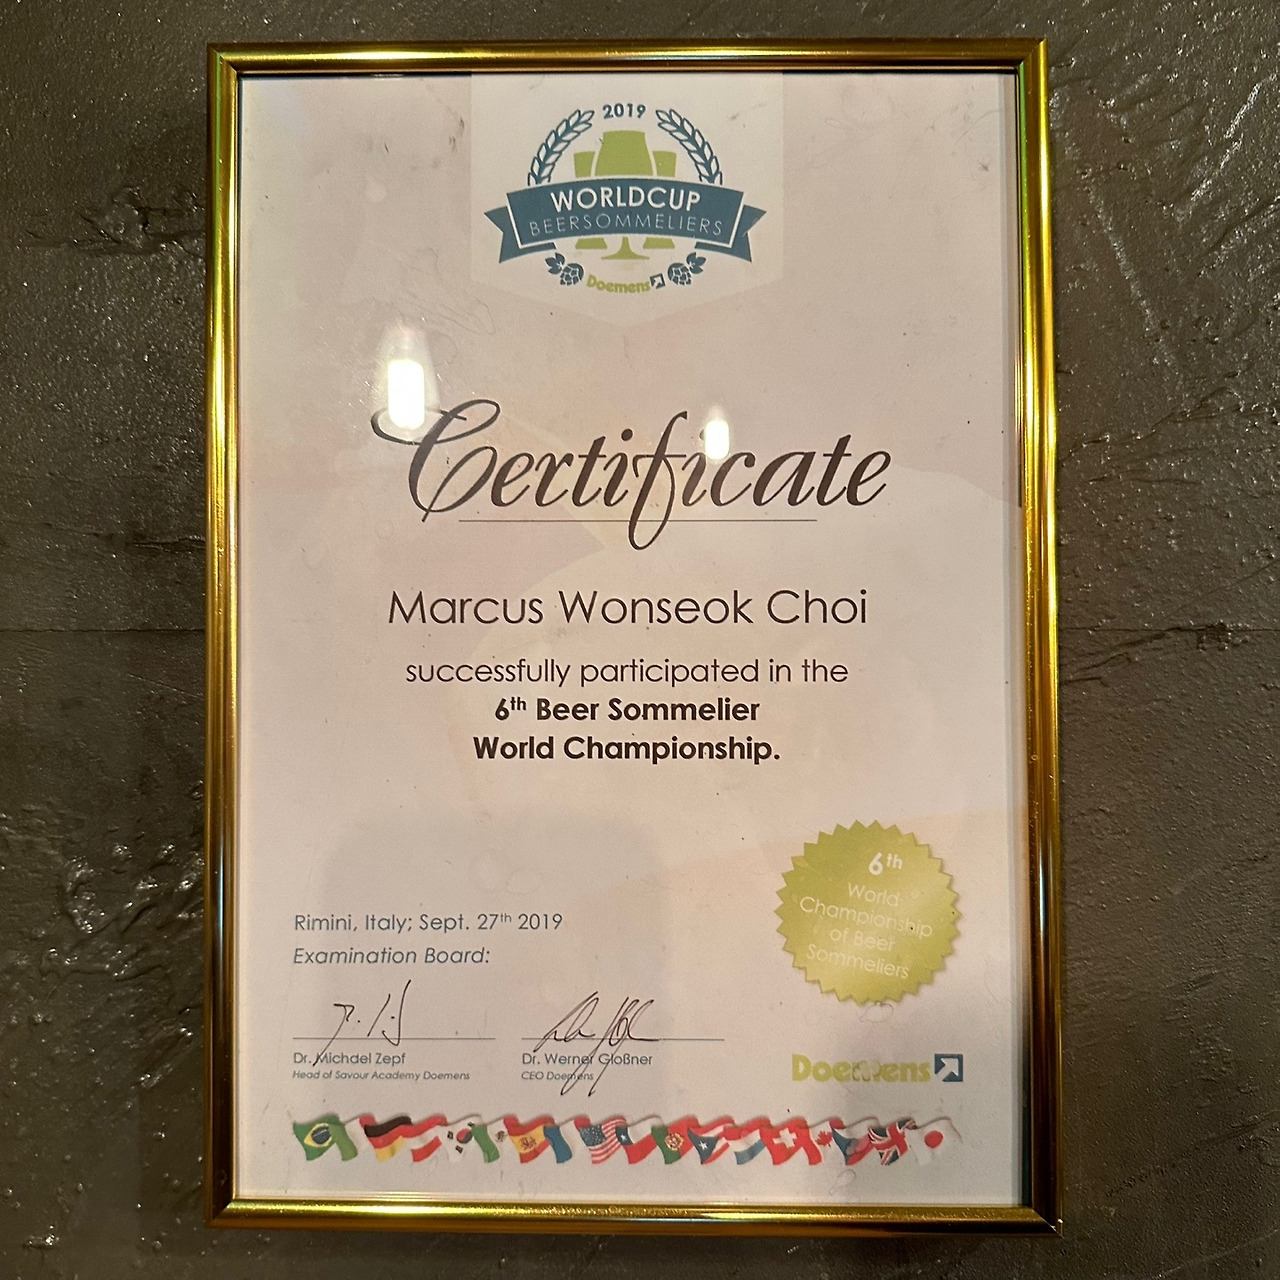 2019
WORLDCUP
BEERSOMMELIERS
Doemens
Certificate
Marcus Wonseok Choi
successfully participated in the
6th Beer Sommelier
World Championship.
6th
World
Championship
of Beer
Sommeliers
Rimini, Italy; Sept. 27th 2019
Examination Board:
Dr. Michael Zepf
Head of Savour Academy Doemens
Dr. Werner Gloßner
CEO Doemens
Doemens